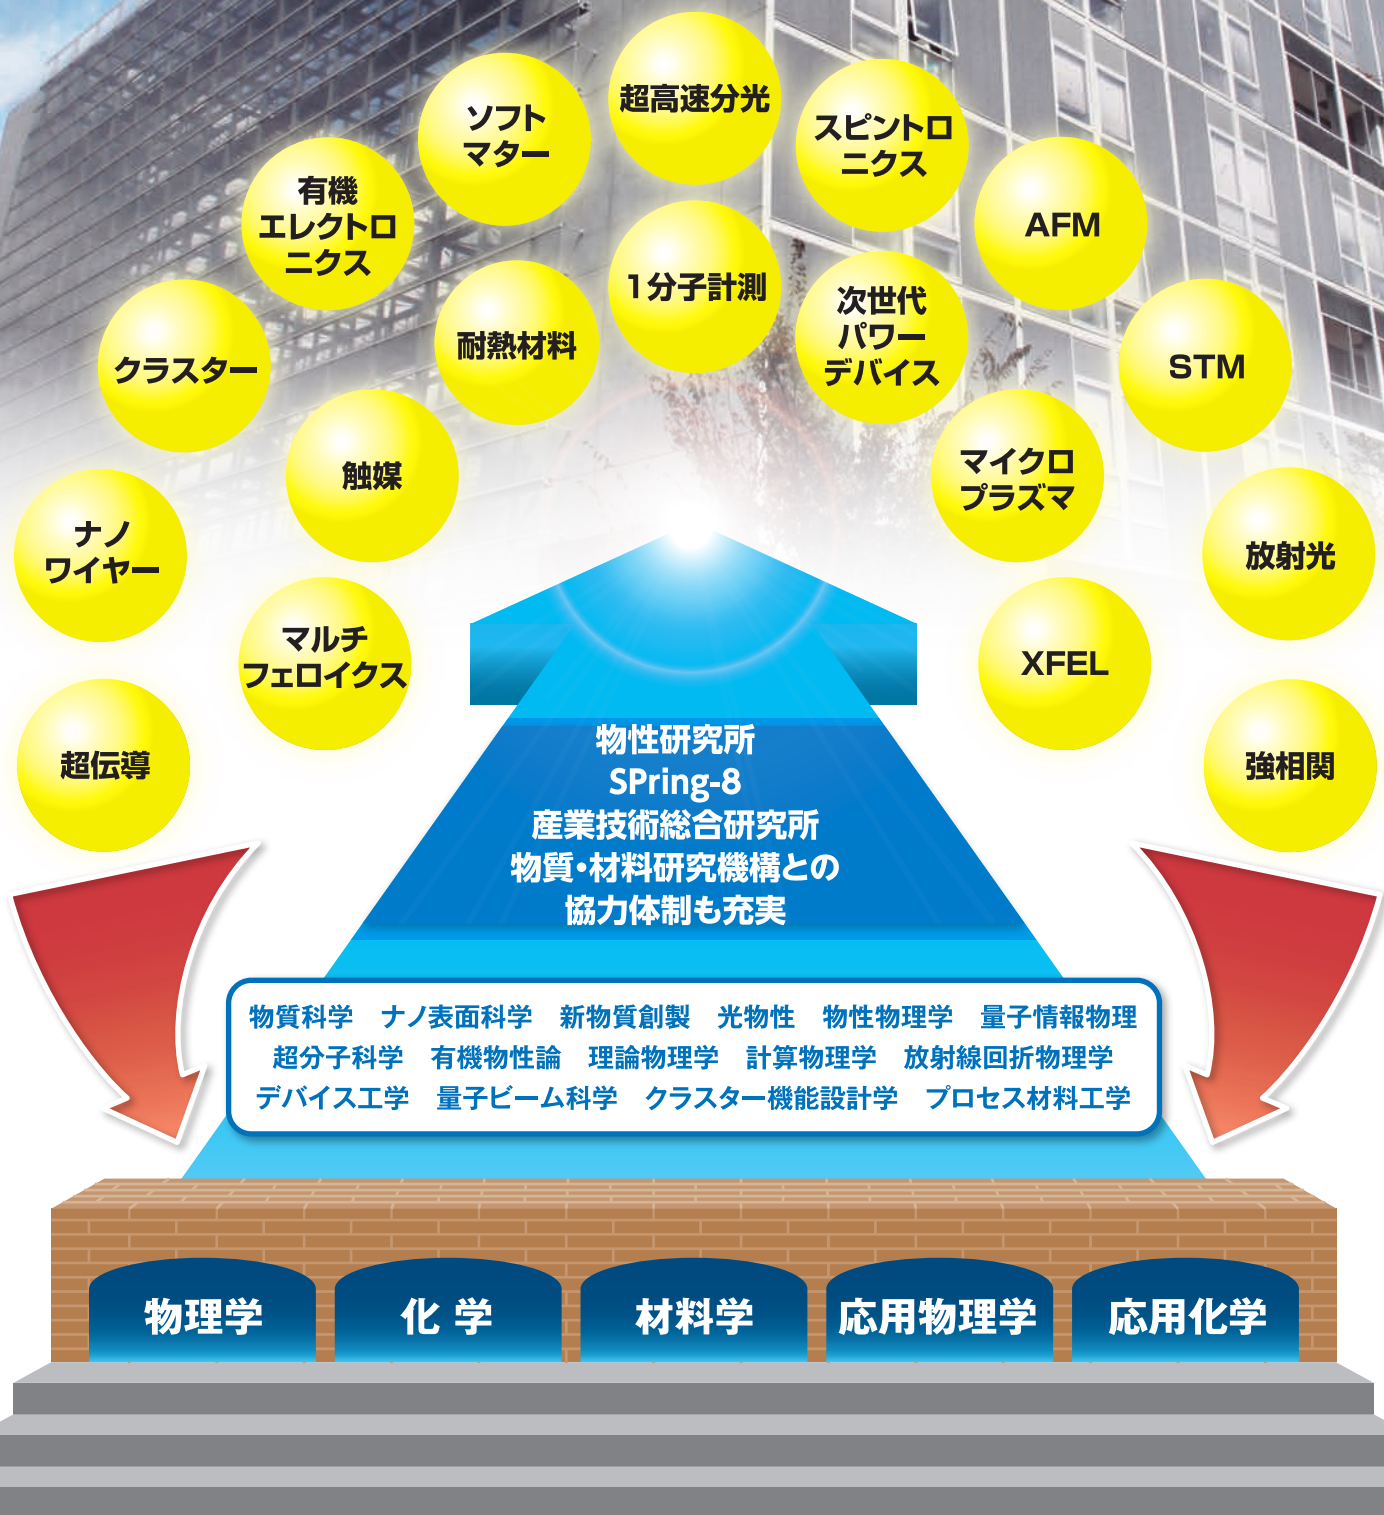 超高速分光
ソフト
マター
スピントロ
ニクス
有機
エレクトロ
ニクス
AFM
1分子計測
次世代
パワー
デバイス
耐熱材料
クラスター
STM
触媒
マイクロ
プラズマ
ナノ
ワイヤー
放射光
マルチ
フェロイクス
XFEL
超伝導
強相関
物性研究所
SPring-8
産業技術総合研究所
物質・材料研究機構との
協力体制も充実
物質科学 ナノ表面科学 新物質創製 光物性 物性物理学 量子情報物理
超分子科学 有機物性論 理論物理学 計算物理学 放射線回折物理学
デバイス工学 量子ビーム科学 クラスター機能設計学 プロセス材料工学
物理学 化 学 材料学 応用物理学 応用化学